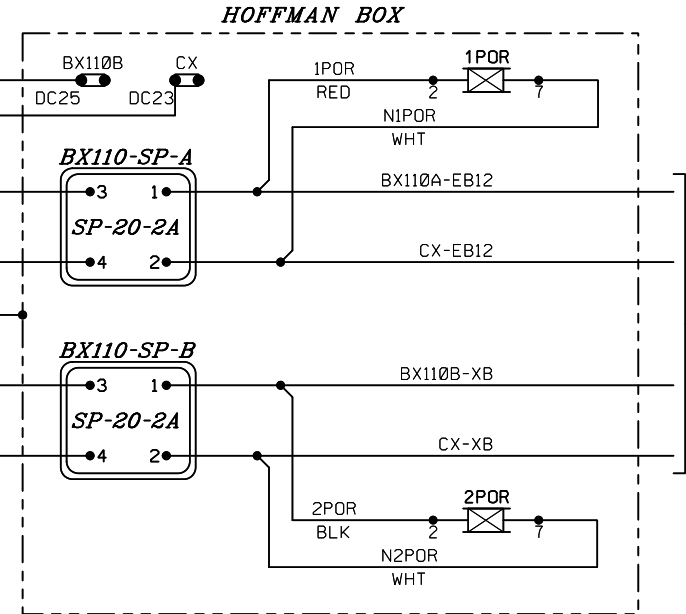 HOFFMAN BOX
BX110B
CX
DC25
DC23
1POR
RED
1POR
2
7
N1POR
WHT
BX110-SP-A
3
1
SP-20-2A
4
2
BX110A-EB12
CX-EB12
BX110-SP-B
3
1
SP-20-2A
4
2
BX110B-XB
CX-XB
2POR
BLK
2POR
2
7
N2POR
WHT